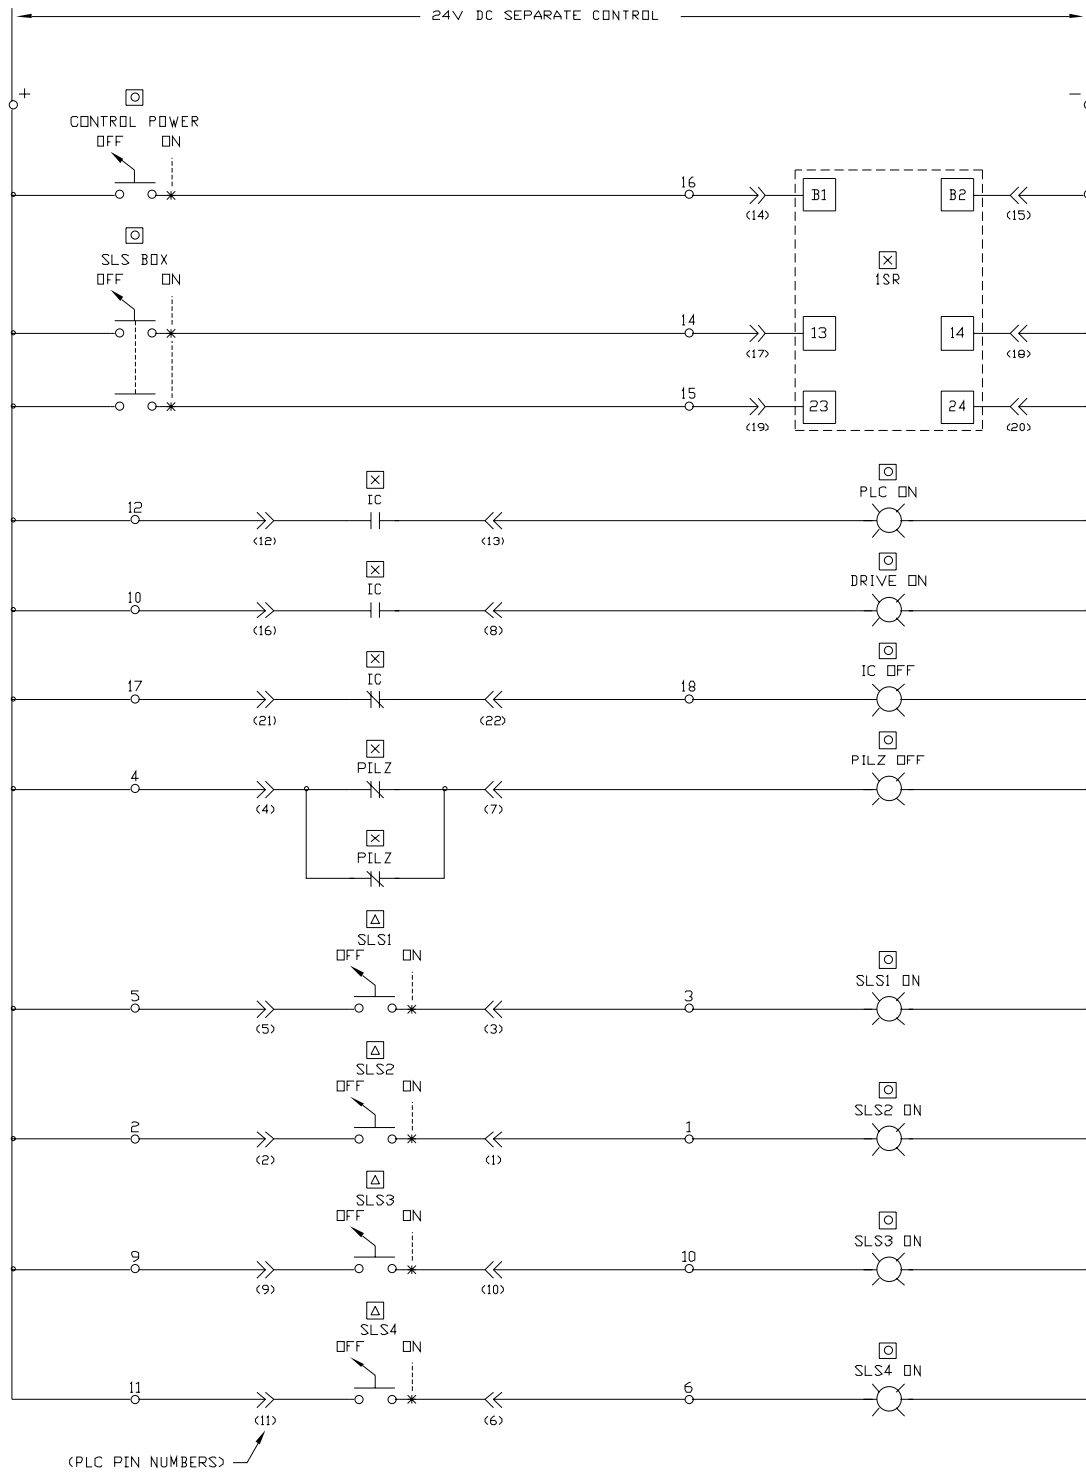 24V DC SEPARATE CONTROL
+ −
CONTROL POWER
OFF ON
16
(14) B1 B2 (15)
SLS BOX
OFF ON
1SR
14
(17) 13 14 (18)
15
(19) 23 24 (20)
12 IC PLC ON
(12) (13)
10 IC DRIVE ON
(16) (8)
17 IC 18 IC OFF
(21) (22)
4 PILZ PILZ OFF
(4) (7)
PILZ
SLS1
OFF ON
5 3 SLS1 ON
(5) (3)
SLS2
OFF ON
2 1 SLS2 ON
(2) (1)
SLS3
OFF ON
9 10 SLS3 ON
(9) (10)
SLS4
OFF ON
11 6 SLS4 ON
(11) (6)
(PLC PIN NUMBERS)